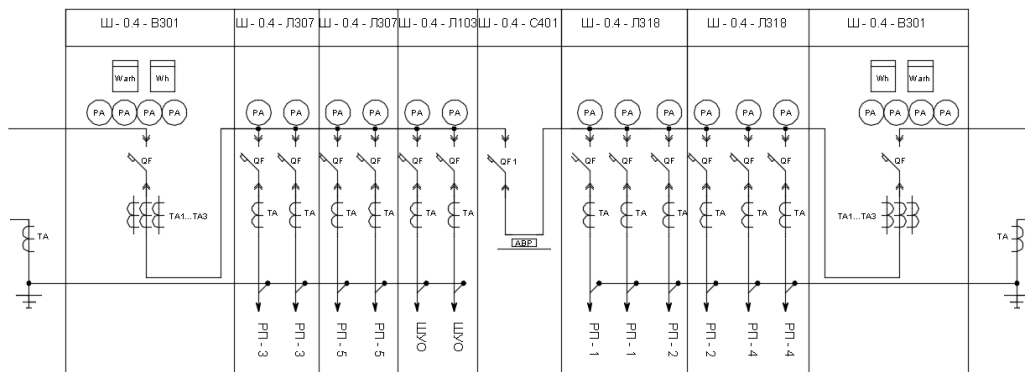 Ш - 0.4 - В301 Ш - 0.4 - Л307 Ш - 0.4 - Л307 Ш - 0.4 - Л103 Ш - 0.4 - С401 Ш - 0.4 - Л318 Ш - 0.4 - Л318 Ш - 0.4 - В301
Warh Wh Wh Warh
PA PA PA PA PA PA PA PA PA PA PA PA PA PA PA PA PA PA PA PA
QF QF QF QF QF QF QF QF 1 QF QF QF QF QF QF QF
TA TA1...TA3 TA TA TA TA TA TA TA TA TA TA TA TA TA1...TA3 TA
АВР
РП - 3
РП - 3
РП - 5
РП - 5
ШУО
ШУО
РП - 1
РП - 1
РП - 2
РП - 2
РП - 4
РП - 4